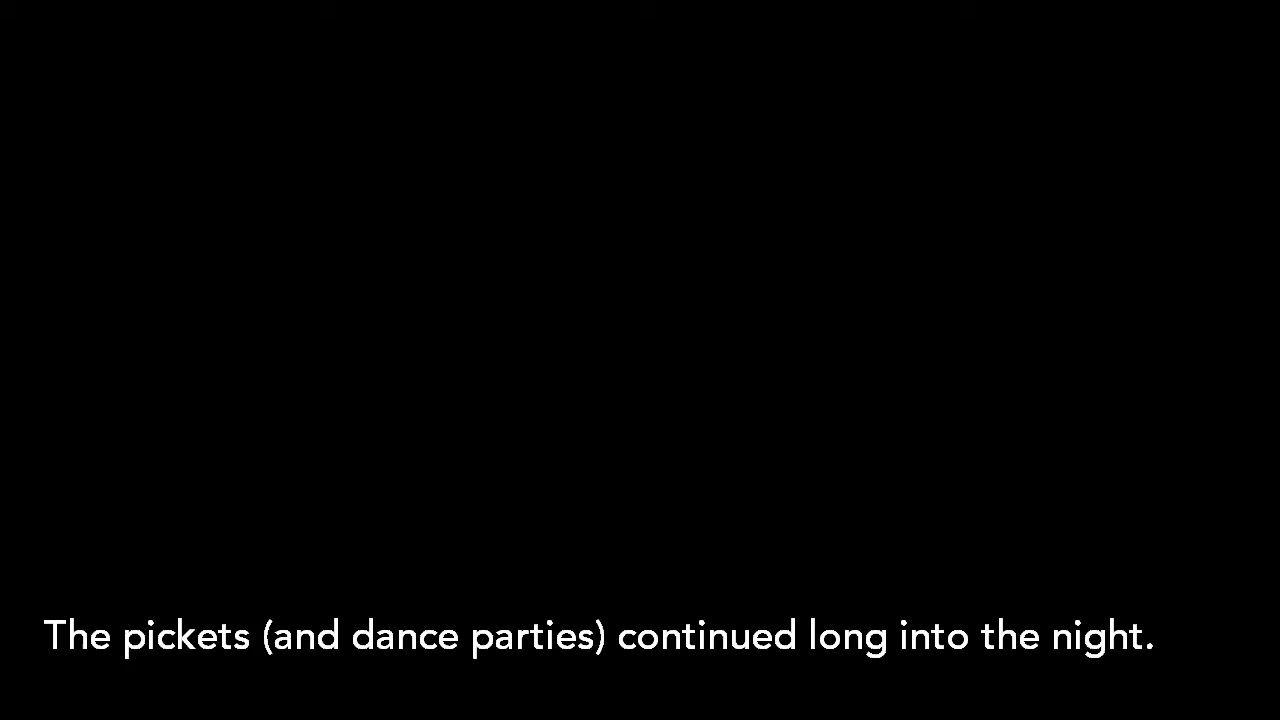 The pickets (and dance parties) continued long into the night.